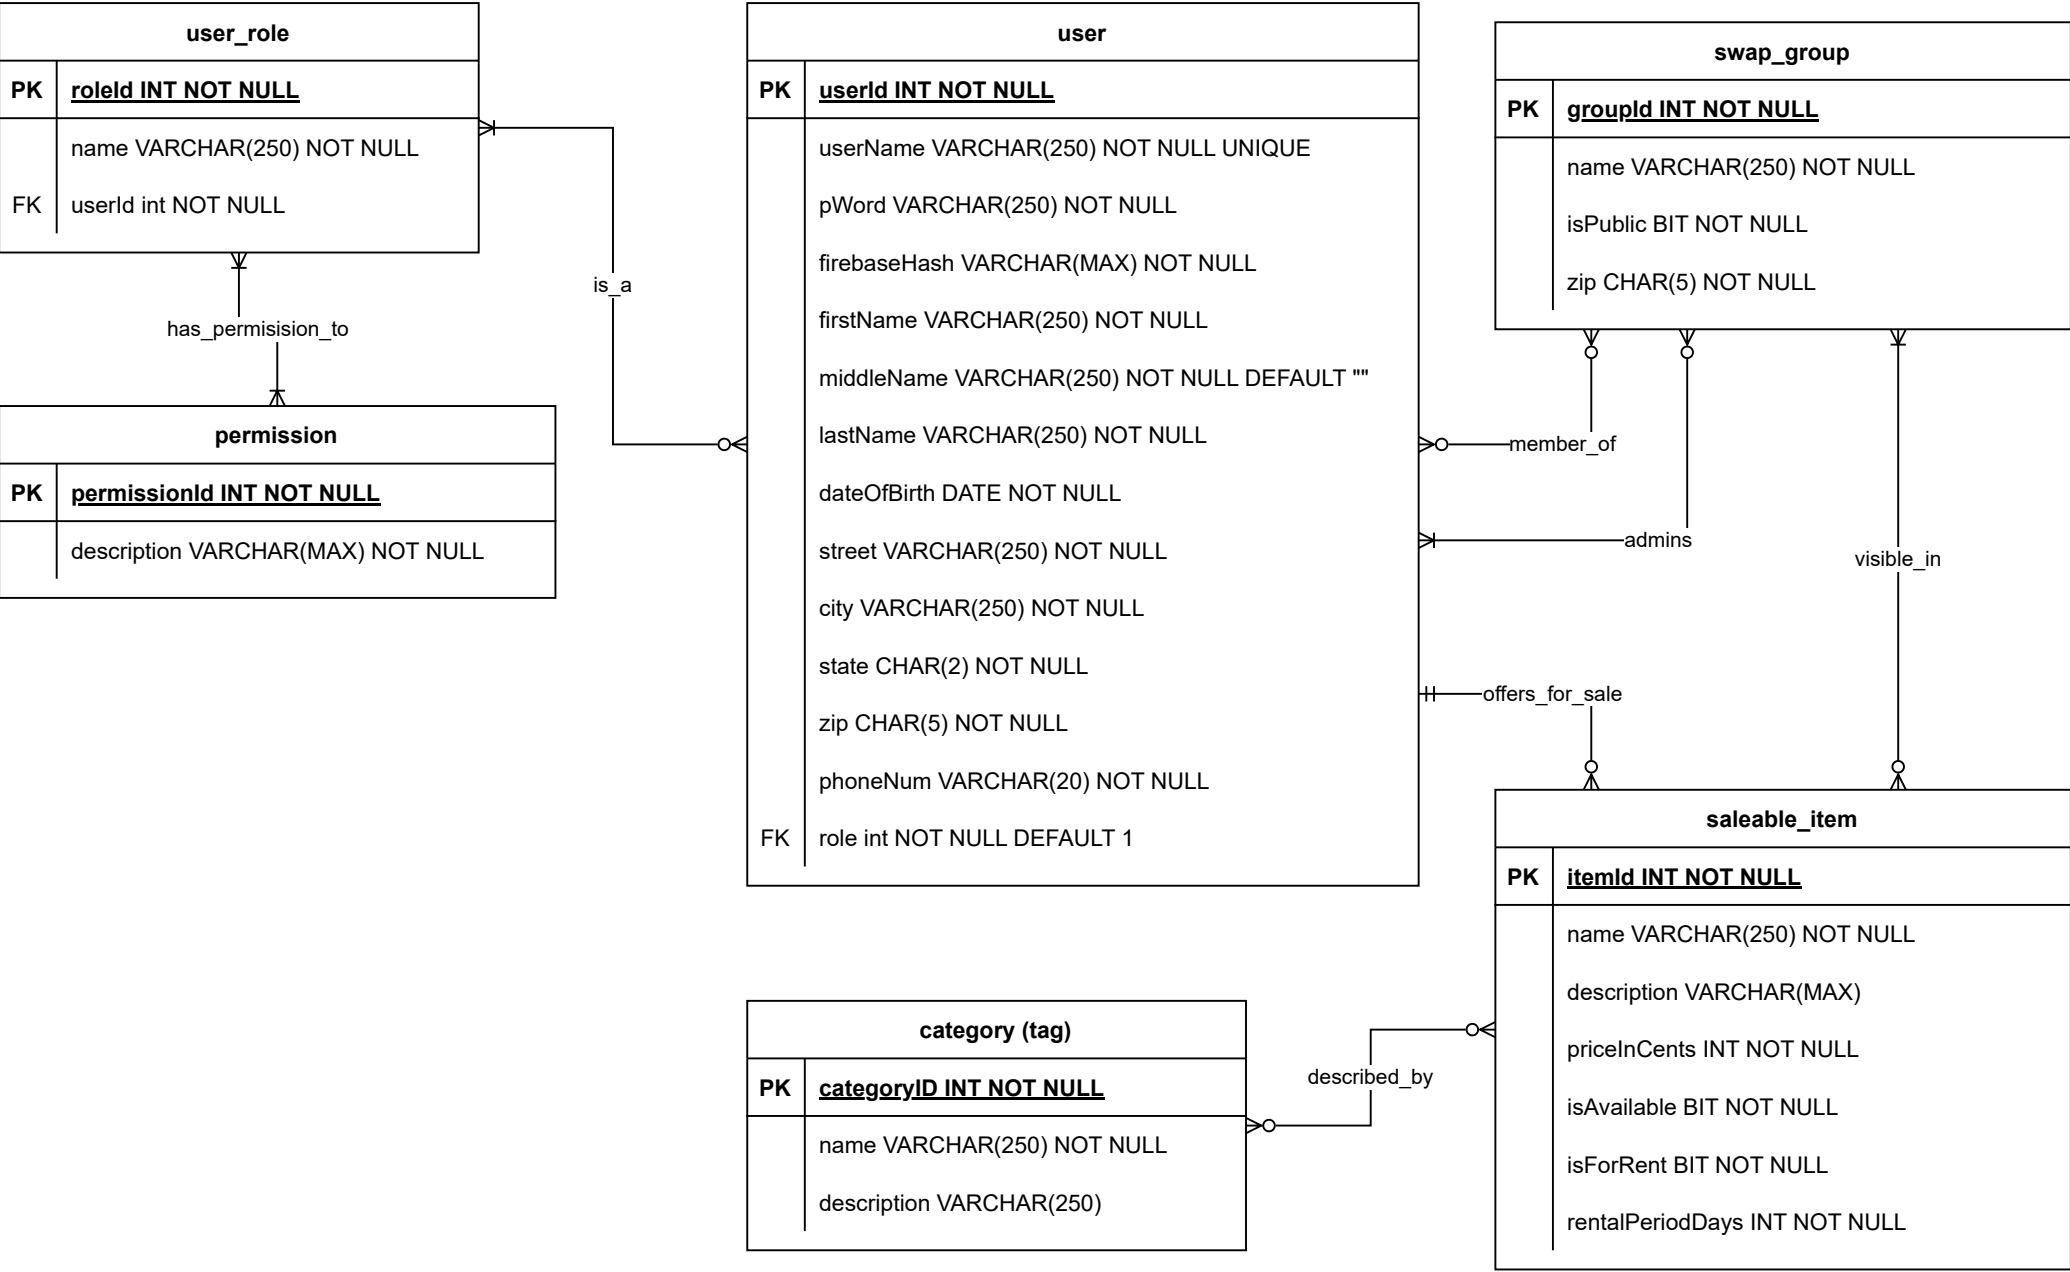 user_role
PK roleId INT NOT NULL
name VARCHAR(250) NOT NULL
FK userId int NOT NULL
has_permisision_to
permission
PK permissionId INT NOT NULL
description VARCHAR(MAX) NOT NULL
is_a
user
PK userId INT NOT NULL
userName VARCHAR(250) NOT NULL UNIQUE
pWord VARCHAR(250) NOT NULL
firebaseHash VARCHAR(MAX) NOT NULL
firstName VARCHAR(250) NOT NULL
middleName VARCHAR(250) NOT NULL DEFAULT ""
lastName VARCHAR(250) NOT NULL
dateOfBirth DATE NOT NULL
street VARCHAR(250) NOT NULL
city VARCHAR(250) NOT NULL
state CHAR(2) NOT NULL
zip CHAR(5) NOT NULL
phoneNum VARCHAR(20) NOT NULL
FK role int NOT NULL DEFAULT 1
swap_group
PK groupId INT NOT NULL
name VARCHAR(250) NOT NULL
isPublic BIT NOT NULL
zip CHAR(5) NOT NULL
member_of
admins
visible_in
offers_for_sale
saleable_item
PK itemId INT NOT NULL
name VARCHAR(250) NOT NULL
description VARCHAR(MAX)
priceInCents INT NOT NULL
isAvailable BIT NOT NULL
isForRent BIT NOT NULL
rentalPeriodDays INT NOT NULL
described_by
category (tag)
PK categoryID INT NOT NULL
name VARCHAR(250) NOT NULL
description VARCHAR(250)